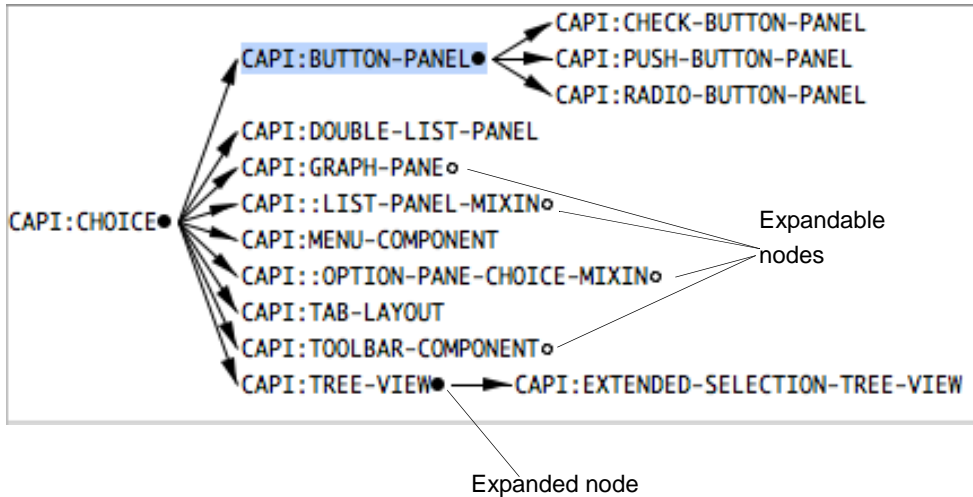 CAPI:CHECK-BUTTON-PANEL
CAPI:BUTTON-PANEL
CAPI:PUSH-BUTTON-PANEL
CAPI:RADIO-BUTTON-PANEL
CAPI:DOUBLE-LIST-PANEL
CAPI:GRAPH-PANE
CAPI::LIST-PANEL-MIXIN
CAPI:CHOICE
Expandable
nodes
CAPI:MENU-COMPONENT
CAPI::OPTION-PANE-CHOICE-MIXIN
CAPI:TAB-LAYOUT
CAPI:TOOLBAR-COMPONENT
CAPI:TREE-VIEW
CAPI:EXTENDED-SELECTION-TREE-VIEW
Expanded node